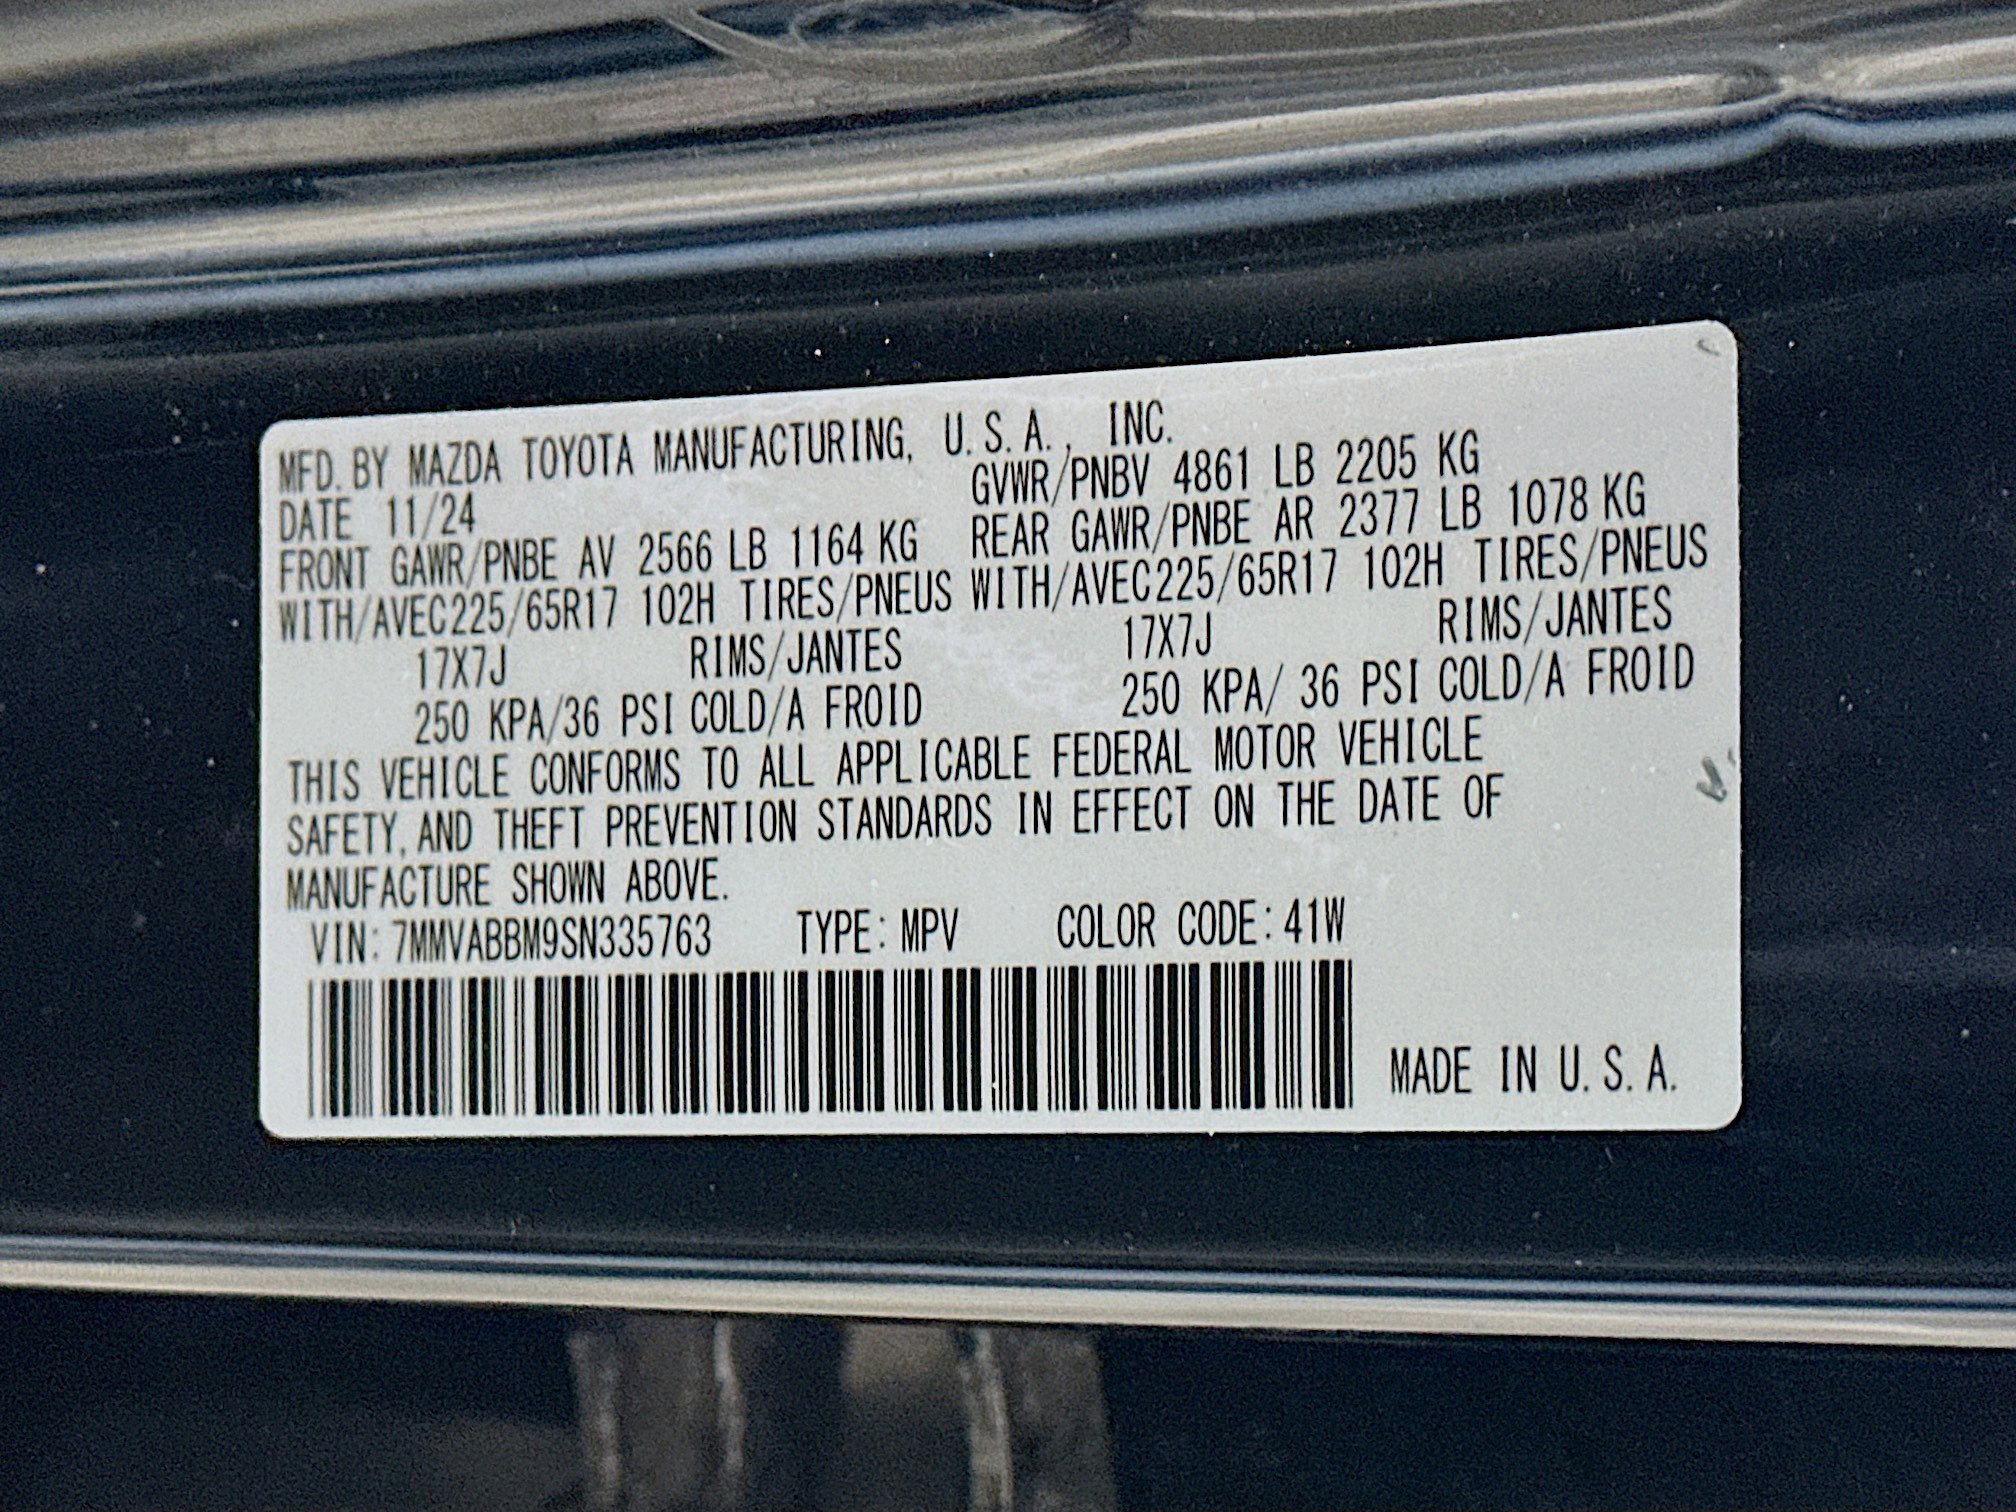 MFD. BY MAZDA TOYOTA MANUFACTURING, U.S.A., INC.
DATE 11/24 GVWR/PNBV 4861 LB 2205 KG
FRONT GAWR/PNBE AV 2566 LB 1164 KG REAR GAWR/PNBE AR 2377 LB 1078 KG
WITH/AVEC225/65R17 102H TIRES/PNEUS WITH/AVEC225/65R17 102H TIRES/PNEUS
17X7J RIMS/JANTES 17X7J RIMS/JANTES
250 KPA/36 PSI COLD/A FROID 250 KPA/ 36 PSI COLD/A FROID
THIS VEHICLE CONFORMS TO ALL APPLICABLE FEDERAL MOTOR VEHICLE
SAFETY, AND THEFT PREVENTION STANDARDS IN EFFECT ON THE DATE OF
MANUFACTURE SHOWN ABOVE.
VIN: 7MMVABBM9SN335763 TYPE: MPV COLOR CODE: 41W
MADE IN U.S.A.